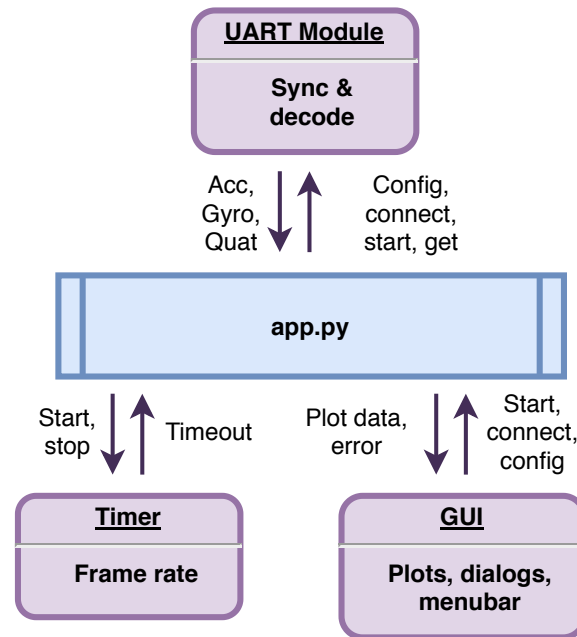 UART Module
Sync &
decode
Acc,
Gyro,
Quat
Config,
connect,
start, get
app.py
Start,
stop
Timeout
Plot data,
error
Start,
connect,
config
Timer
Frame rate
GUI
Plots, dialogs,
menubar